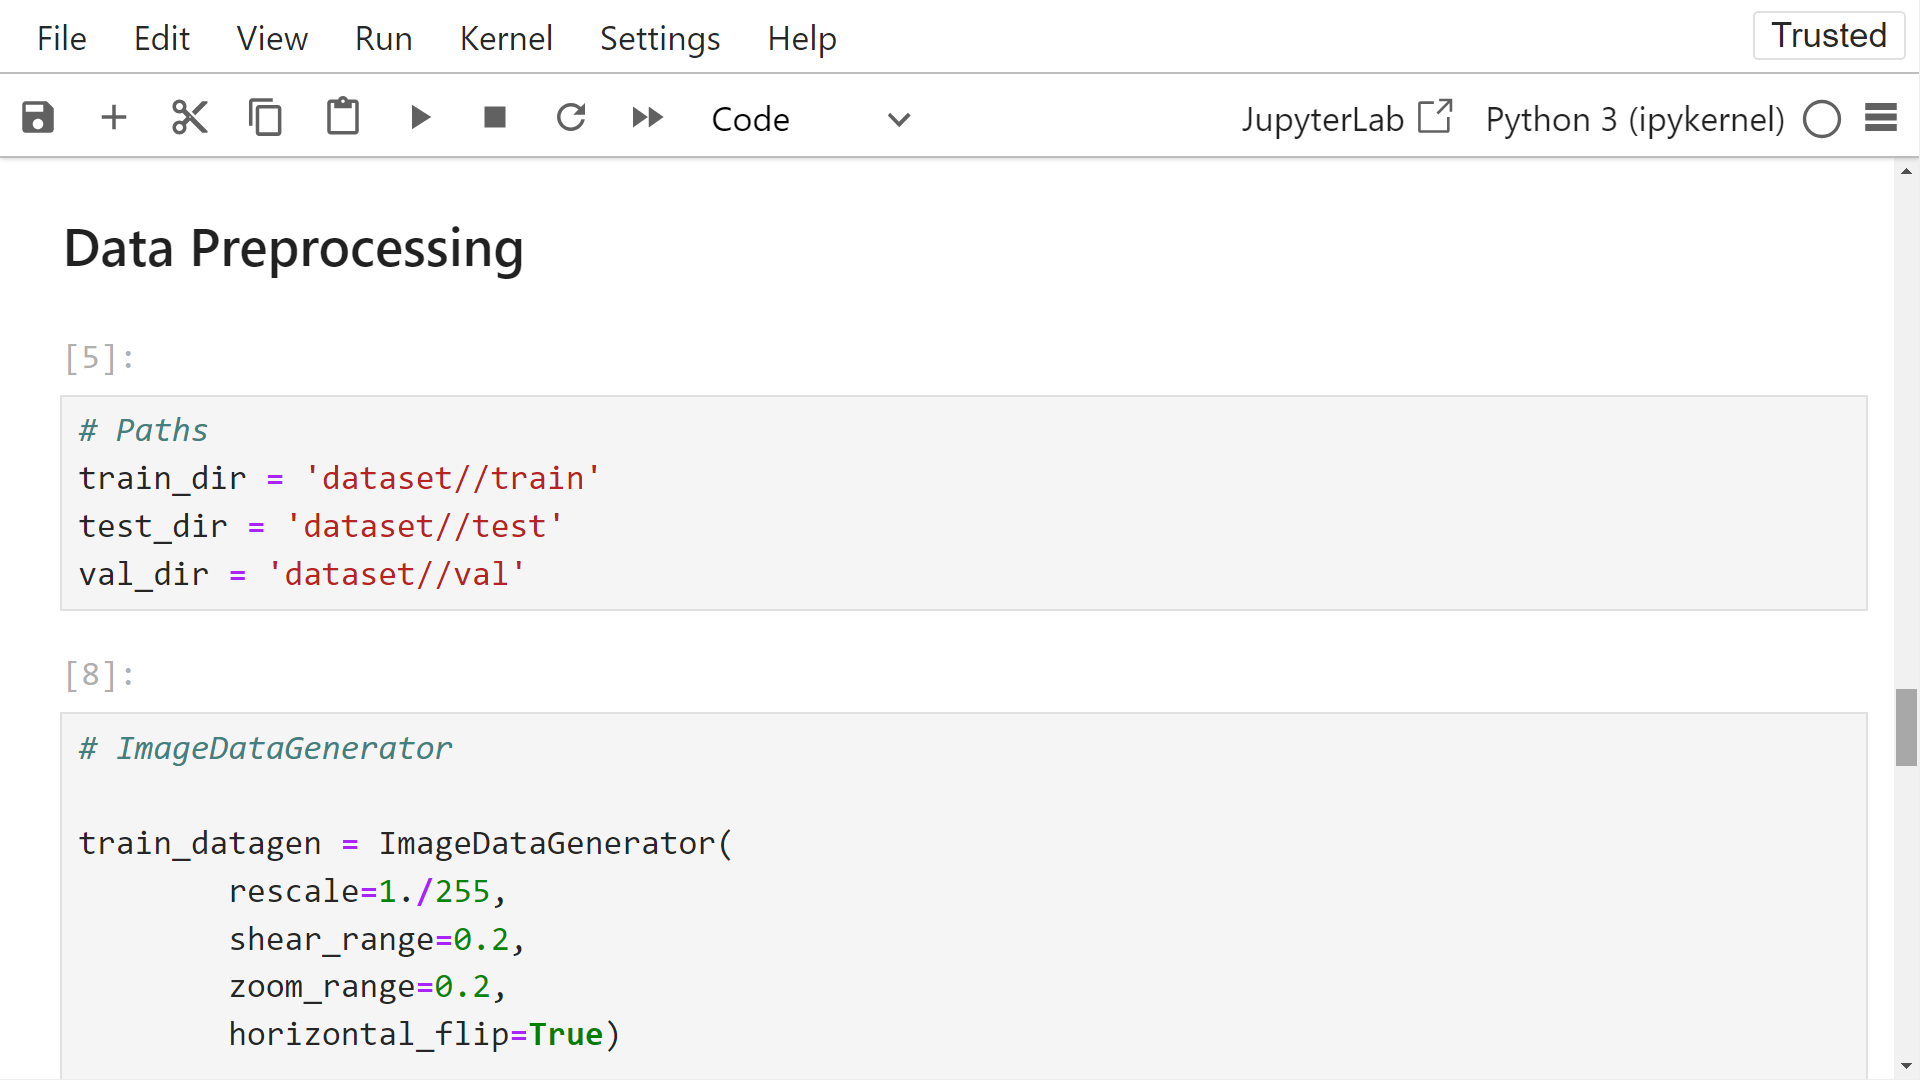 File Edit View Run Kernel Settings Help Trusted
Code JupyterLab Python 3 (ipykernel)
Data Preprocessing
[5]:
# Paths
train_dir = 'dataset//train'
test_dir = 'dataset//test'
val_dir = 'dataset//val'
[8]:
# ImageDataGenerator
train_datagen = ImageDataGenerator(
        rescale=1./255,
        shear_range=0.2,
        zoom_range=0.2,
        horizontal_flip=True)